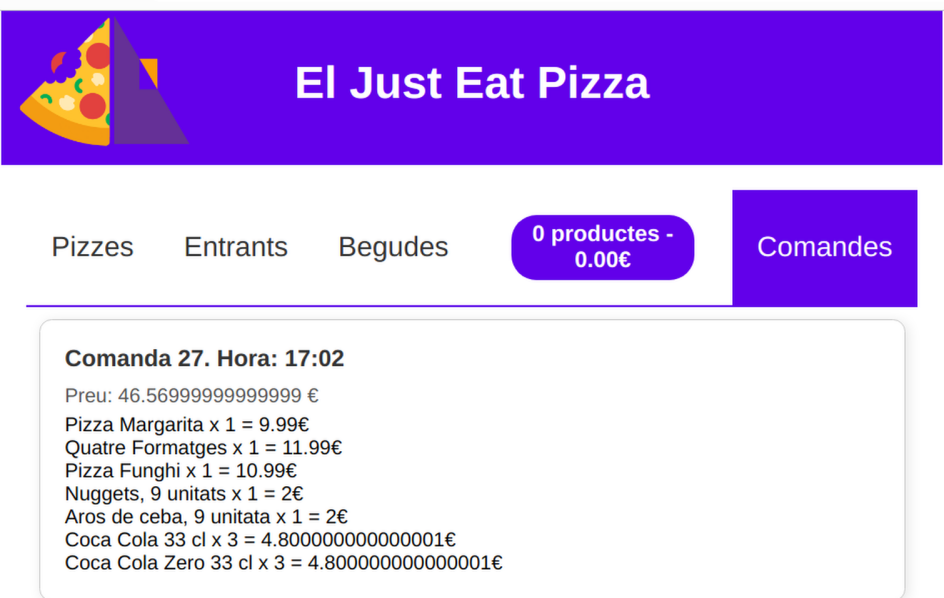 El Just Eat Pizza
Pizzes
Entrants
Begudes
0 productes -
0.00€
Comandes
Comanda 27. Hora: 17:02
Preu: 46.56999999999999 €
Pizza Margarita x 1 = 9.99€
Quatre Formatges x 1 = 11.99€
Pizza Funghi x 1 = 10.99€
Nuggets, 9 unitats x 1 = 2€
Aros de ceba, 9 unitata x 1 = 2€
Coca Cola 33 cl x 3 = 4.800000000000001€
Coca Cola Zero 33 cl x 3 = 4.800000000000001€